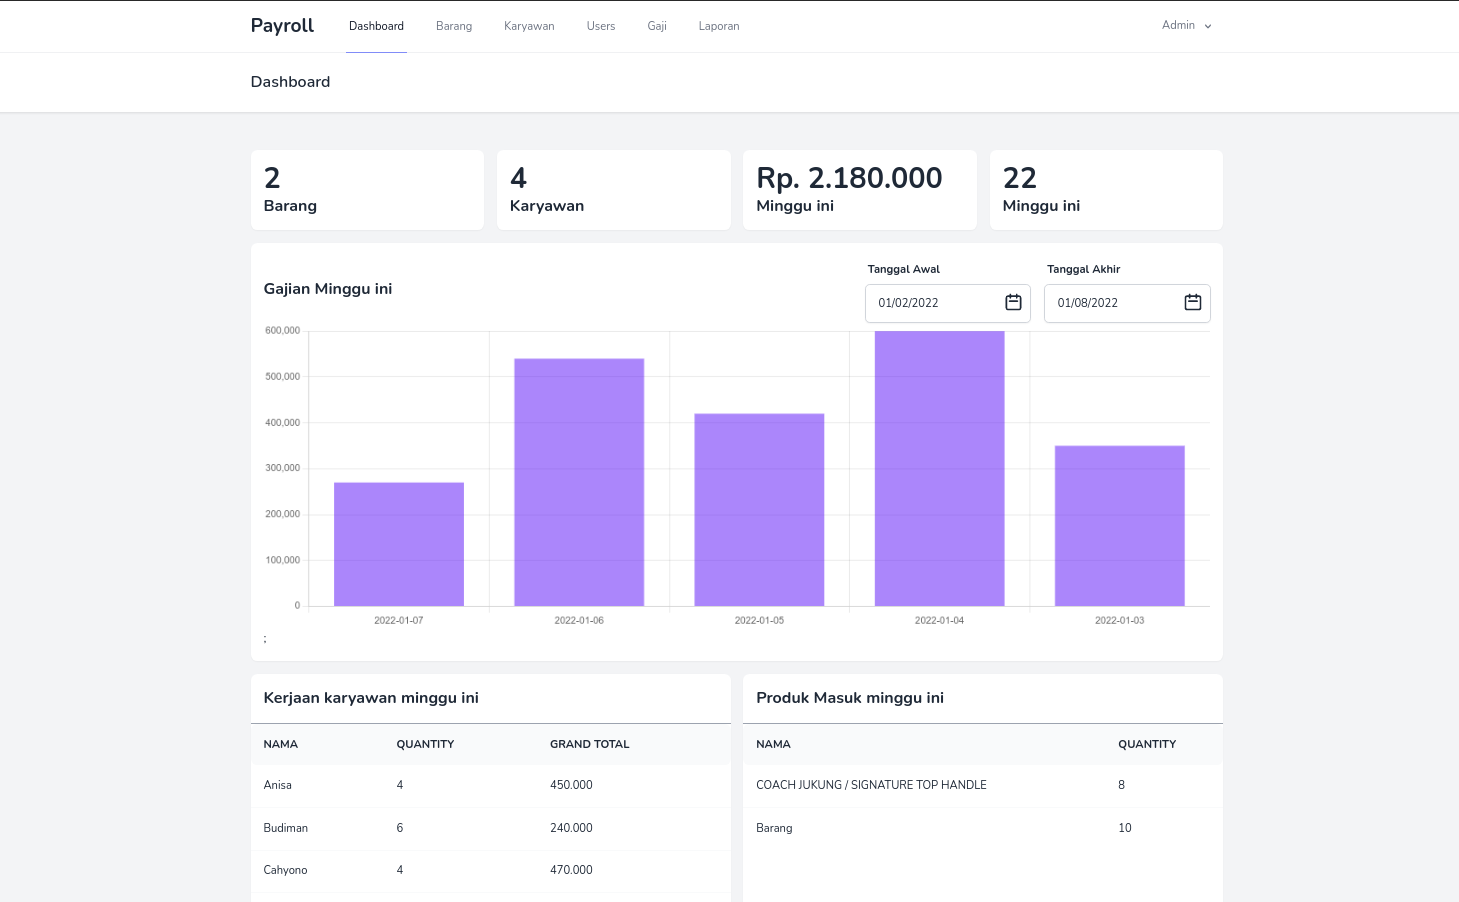 Payroll Dashboard Barang Karyawan Users Gaji Laporan Admin
Dashboard
2
Barang
4
Karyawan
Rp. 2.180.000
Minggu ini
22
Minggu ini
Gajian Minggu ini
Tanggal Awal Tanggal Akhir
01/02/2022 01/08/2022
600,000
500,000
400,000
300,000
200,000
100,000
0
2022-01-07 2022-01-06 2022-01-05 2022-01-04 2022-01-03
;
Kerjaan karyawan minggu ini
NAMA QUANTITY GRAND TOTAL
Anisa 4 450.000
Budiman 6 240.000
Cahyono 4 470.000
Produk Masuk minggu ini
NAMA QUANTITY
COACH JUKUNG / SIGNATURE TOP HANDLE 8
Barang 10